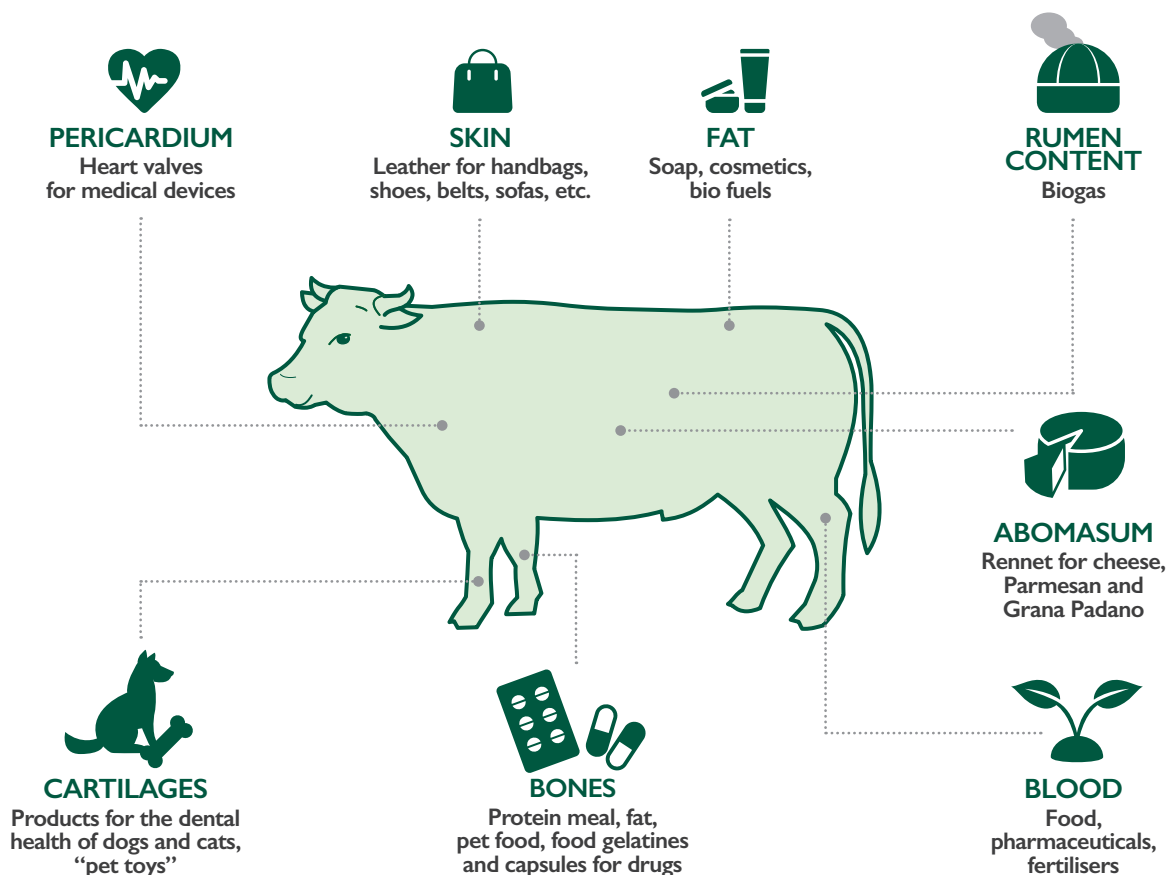 PERICARDIUM
Heart valves
for medical devices
SKIN
Leather for handbags,
shoes, belts, sofas, etc.
FAT
Soap, cosmetics,
bio fuels
RUMEN
CONTENT
Biogas
ABOMASUM
Rennet for cheese,
Parmesan and
Grana Padano
CARTILAGES
Products for the dental
health of dogs and cats,
“pet toys”
BONES
Protein meal, fat,
pet food, food gelatines
and capsules for drugs
BLOOD
Food,
pharmaceuticals,
fertilisers